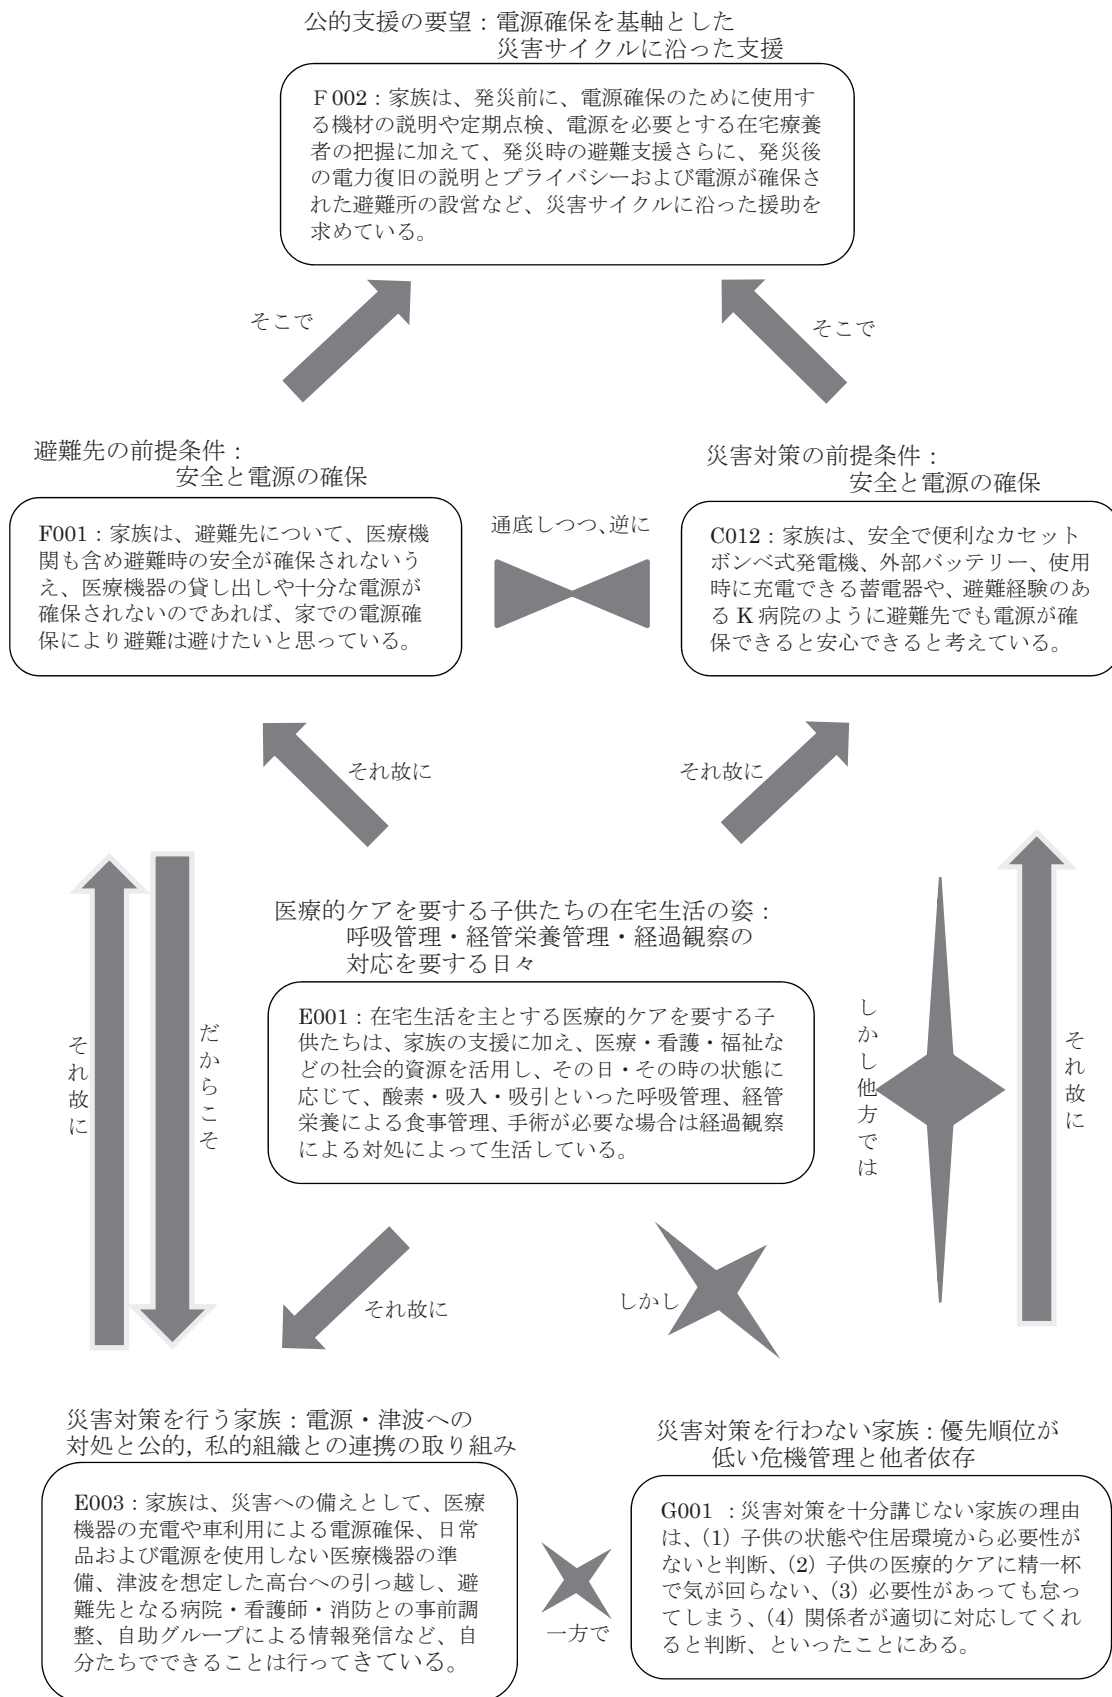 公的支援の要望：電源確保を基軸とした
災害サイクルに沿った支援
Ｆ002：家族は、発災前に、電源確保のために使用す
る機材の説明や定期点検、電源を必要とする在宅療養
者の把握に加えて、発災時の避難支援さらに、発災後
の電力復旧の説明とプライバシーおよび電源が確保さ
れた避難所の設営など、災害サイクルに沿った援助を
求めている。
そこで
そこで
避難先の前提条件：
安全と電源の確保
F001：家族は、避難先について、医療機
関も含め避難時の安全が確保されないう
え、医療機器の貸し出しや十分な電源が
確保されないのであれば、家での電源確
保により避難は避けたいと思っている。
通底しつつ、逆に
災害対策の前提条件：
安全と電源の確保
C012：家族は、安全で便利なカセット
ボンベ式発電機、外部バッテリー、使用
時に充電できる蓄電器や、避難経験のあ
る K 病院のように避難先でも電源が確
保できると安心できると考えている。
それ故に
それ故に
医療的ケアを要する子供たちの在宅生活の姿：
呼吸管理・経管栄養管理・経過観察の
対応を要する日々
E001：在宅生活を主とする医療的ケアを要する子
供たちは、家族の支援に加え、医療・看護・福祉な
どの社会的資源を活用し、その日・その時の状態に
応じて、酸素・吸入・吸引といった呼吸管理、経管
栄養による食事管理、手術が必要な場合は経過観察
による対処によって生活している。
それ故に
だからこそ
しかし他方では
それ故に
それ故に
しかし
災害対策を行う家族：電源・津波への
対処と公的, 私的組織との連携の取り組み
E003：家族は、災害への備えとして、医療
機器の充電や車利用による電源確保、日常
品および電源を使用しない医療機器の準
備、津波を想定した高台への引っ越し、避
難先となる病院・看護師・消防との事前調
整、自助グループによる情報発信など、自
分たちでできることは行ってきている。
一方で
災害対策を行わない家族：優先順位が
低い危機管理と他者依存
G001 ：災害対策を十分講じない家族の理由
は、(1) 子供の状態や住居環境から必要性が
ないと判断、(2) 子供の医療的ケアに精一杯
で気が回らない、(3) 必要性があっても怠っ
てしまう、(4) 関係者が適切に対応してくれ
ると判断、といったことにある。